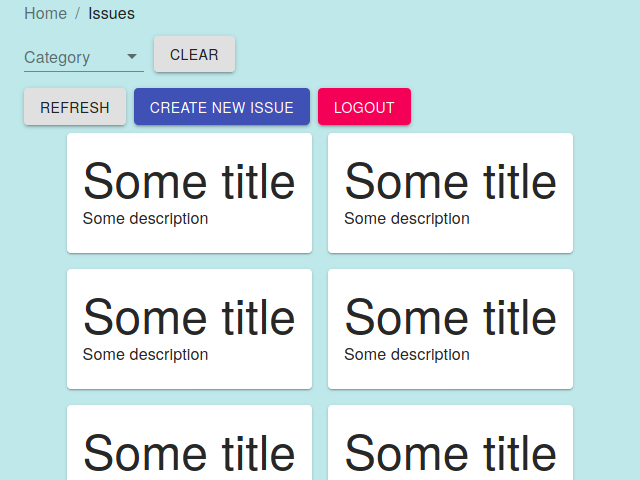 Home / Issues
Category CLEAR
REFRESH CREATE NEW ISSUE LOGOUT
Some title Some title
Some description Some description
Some title Some title
Some description Some description
Some title Some title